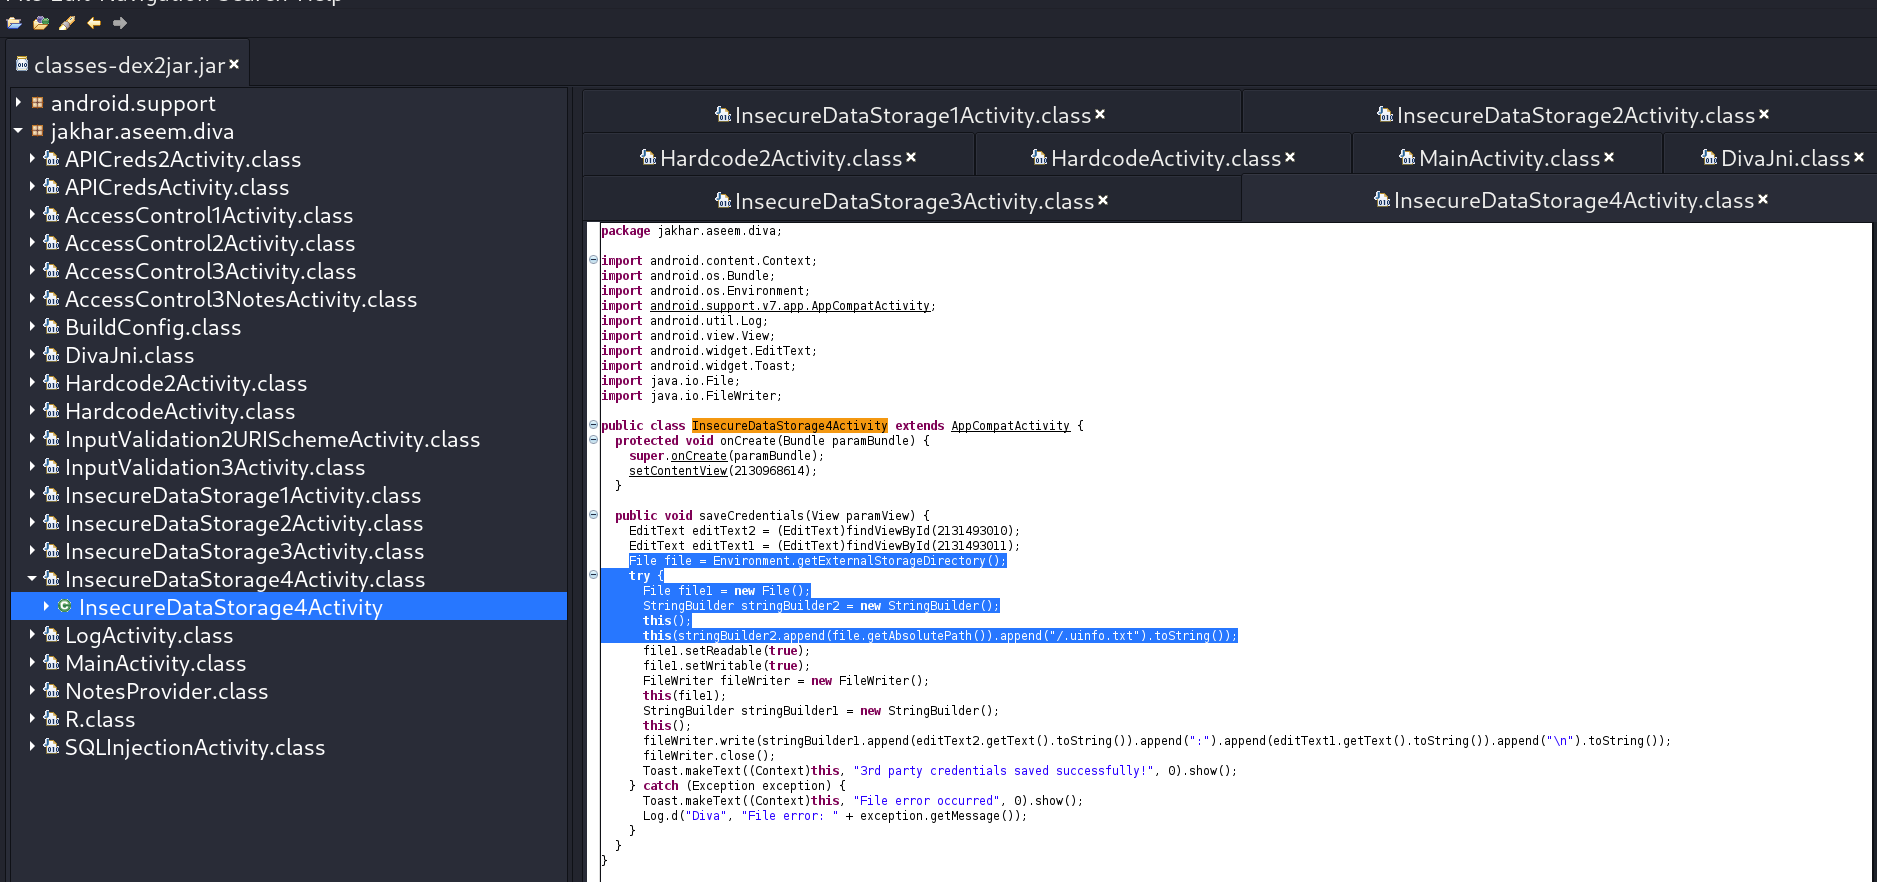 File Edit Navigation Search Help
classes-dex2jar.jar
android.support
jakhar.aseem.diva
APICreds2Activity.class
APICredsActivity.class
AccessControl1Activity.class
AccessControl2Activity.class
AccessControl3Activity.class
AccessControl3NotesActivity.class
BuildConfig.class
DivaJni.class
Hardcode2Activity.class
HardcodeActivity.class
InputValidation2URISchemeActivity.class
InputValidation3Activity.class
InsecureDataStorage1Activity.class
InsecureDataStorage2Activity.class
InsecureDataStorage3Activity.class
InsecureDataStorage4Activity.class
InsecureDataStorage4Activity
LogActivity.class
MainActivity.class
NotesProvider.class
R.class
SQLInjectionActivity.class
InsecureDataStorage1Activity.class InsecureDataStorage2Activity.class
Hardcode2Activity.class HardcodeActivity.class MainActivity.class DivaJni.class
InsecureDataStorage3Activity.class InsecureDataStorage4Activity.class
package jakhar.aseem.diva;
import android.content.Context;
import android.os.Bundle;
import android.os.Environment;
import android.support.v7.app.AppCompatActivity;
import android.util.Log;
import android.view.View;
import android.widget.EditText;
import android.widget.Toast;
import java.io.File;
import java.io.FileWriter;
public class InsecureDataStorage4Activity extends AppCompatActivity {
protected void onCreate(Bundle paramBundle) {
super.onCreate(paramBundle);
setContentView(2130968614);
}
public void saveCredentials(View paramView) {
EditText editText2 = (EditText)findViewById(2131493010);
EditText editText1 = (EditText)findViewById(2131493011);
File file = Environment.getExternalStorageDirectory();
try {
File file1 = new File();
StringBuilder stringBuilder2 = new StringBuilder();
this();
this(stringBuilder2.append(file.getAbsolutePath()).append("/.uinfo.txt").toString());
file1.setReadable(true);
file1.setWritable(true);
FileWriter fileWriter = new FileWriter();
this(file1);
StringBuilder stringBuilder1 = new StringBuilder();
this();
fileWriter.write(stringBuilder1.append(editText2.getText().toString()).append(":").append(editText1.getText().toString()).append("\n").toString());
fileWriter.close();
Toast.makeText((Context)this, "3rd party credentials saved successfully!", 0).show();
} catch (Exception exception) {
Toast.makeText((Context)this, "File error occurred", 0).show();
Log.d("Diva", "File error: " + exception.getMessage());
}
}
}